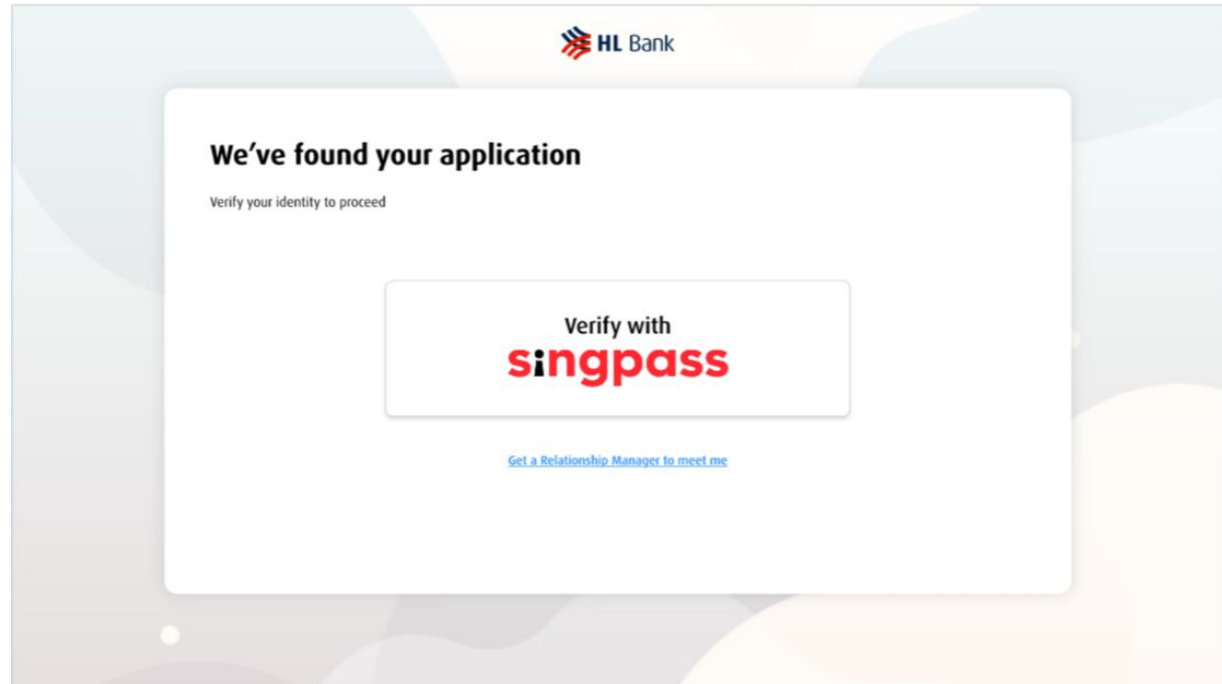 HL Bank
We've found your application
Verify your identity to proceed
Verify with
singpass
Get a Relationship Manager to meet me